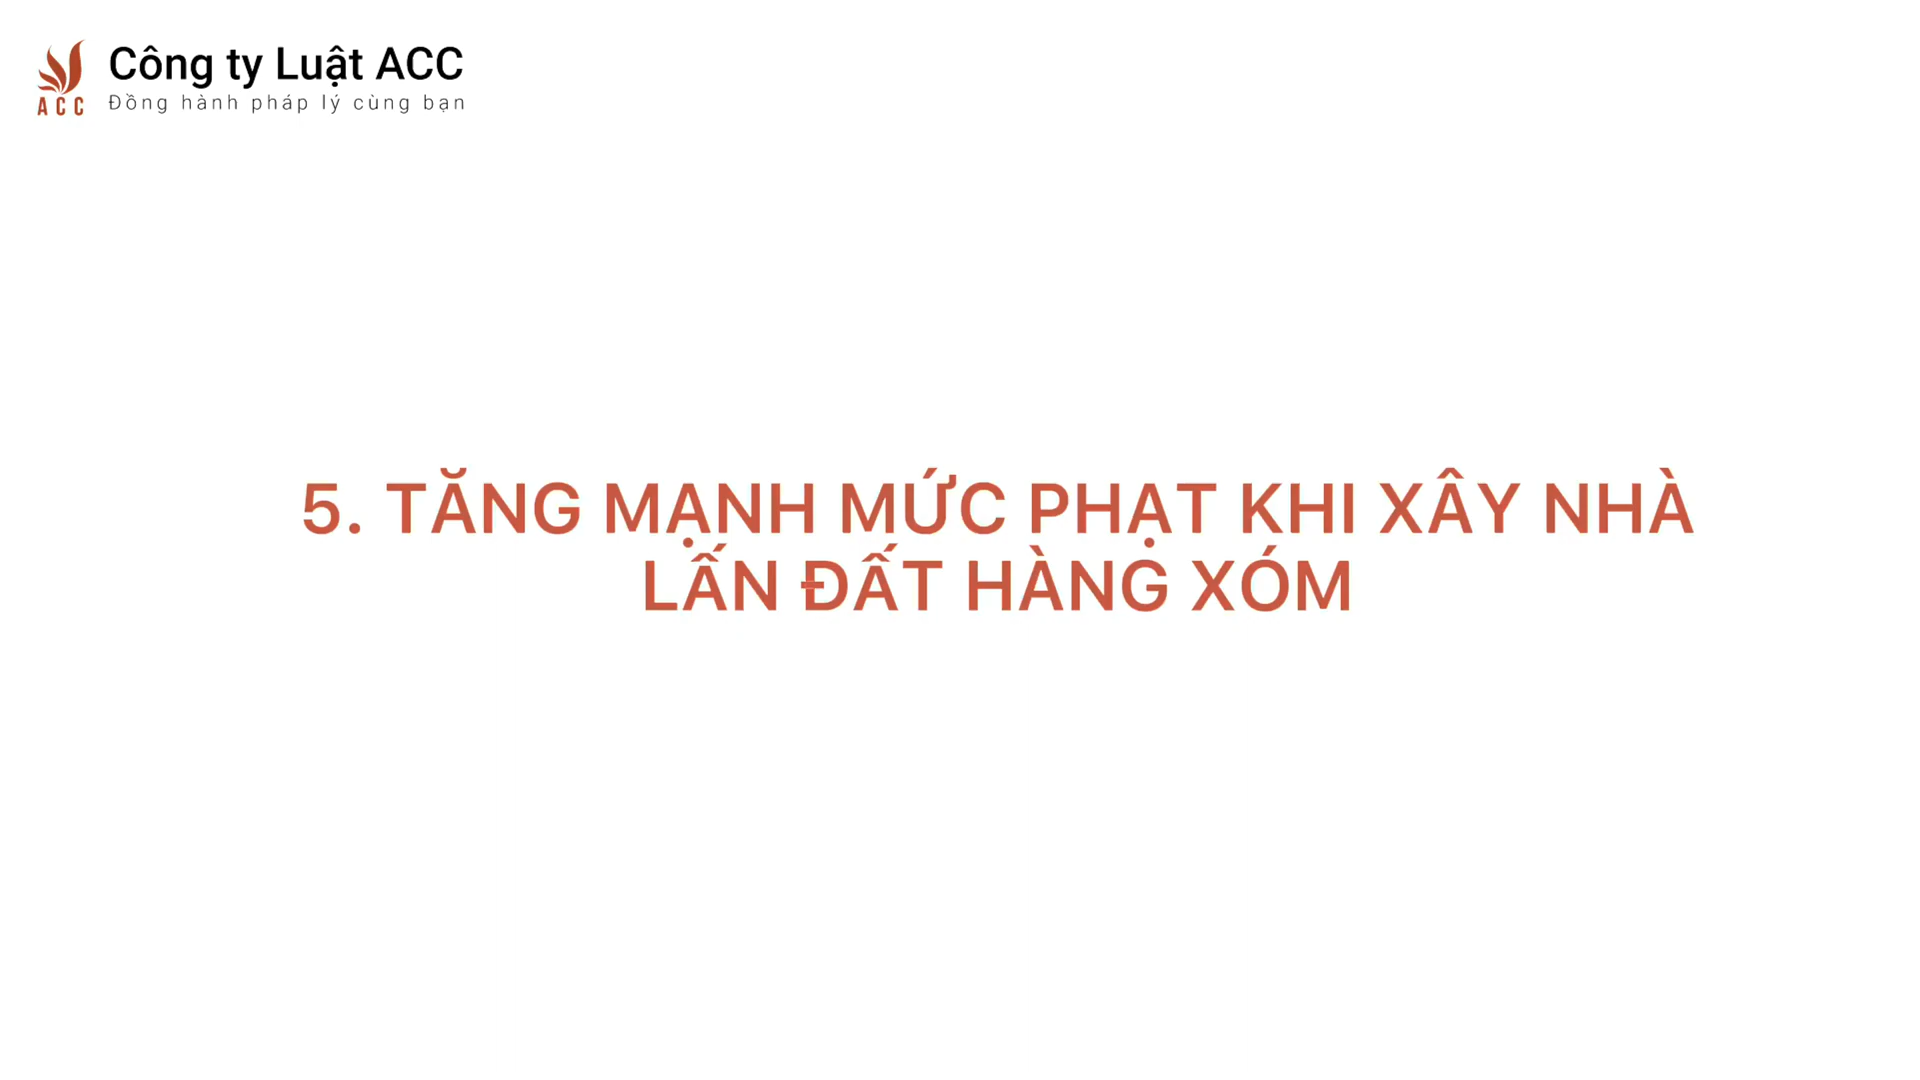 Công ty Luật ACC
ACC
Đồng hành pháp lý cùng bạn
5. TĂNG MẠNH MỨC PHẠT KHI XÂY NHÀ
LẤN ĐẤT HÀNG XÓM